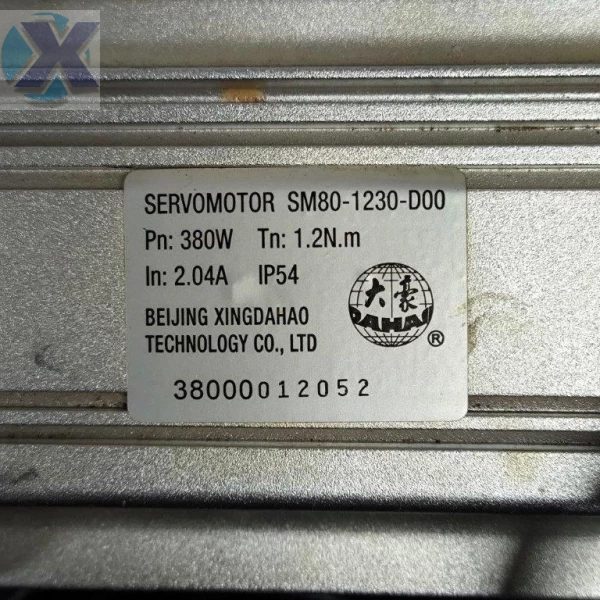 X
SERVOMOTOR SM80-1230-D00
Pn: 380W Tn: 1.2N.m
In: 2.04A IP54
BEIJING XINGDAHAO
TECHNOLOGY CO., LTD
大豪
DAHAO
®
38000012052